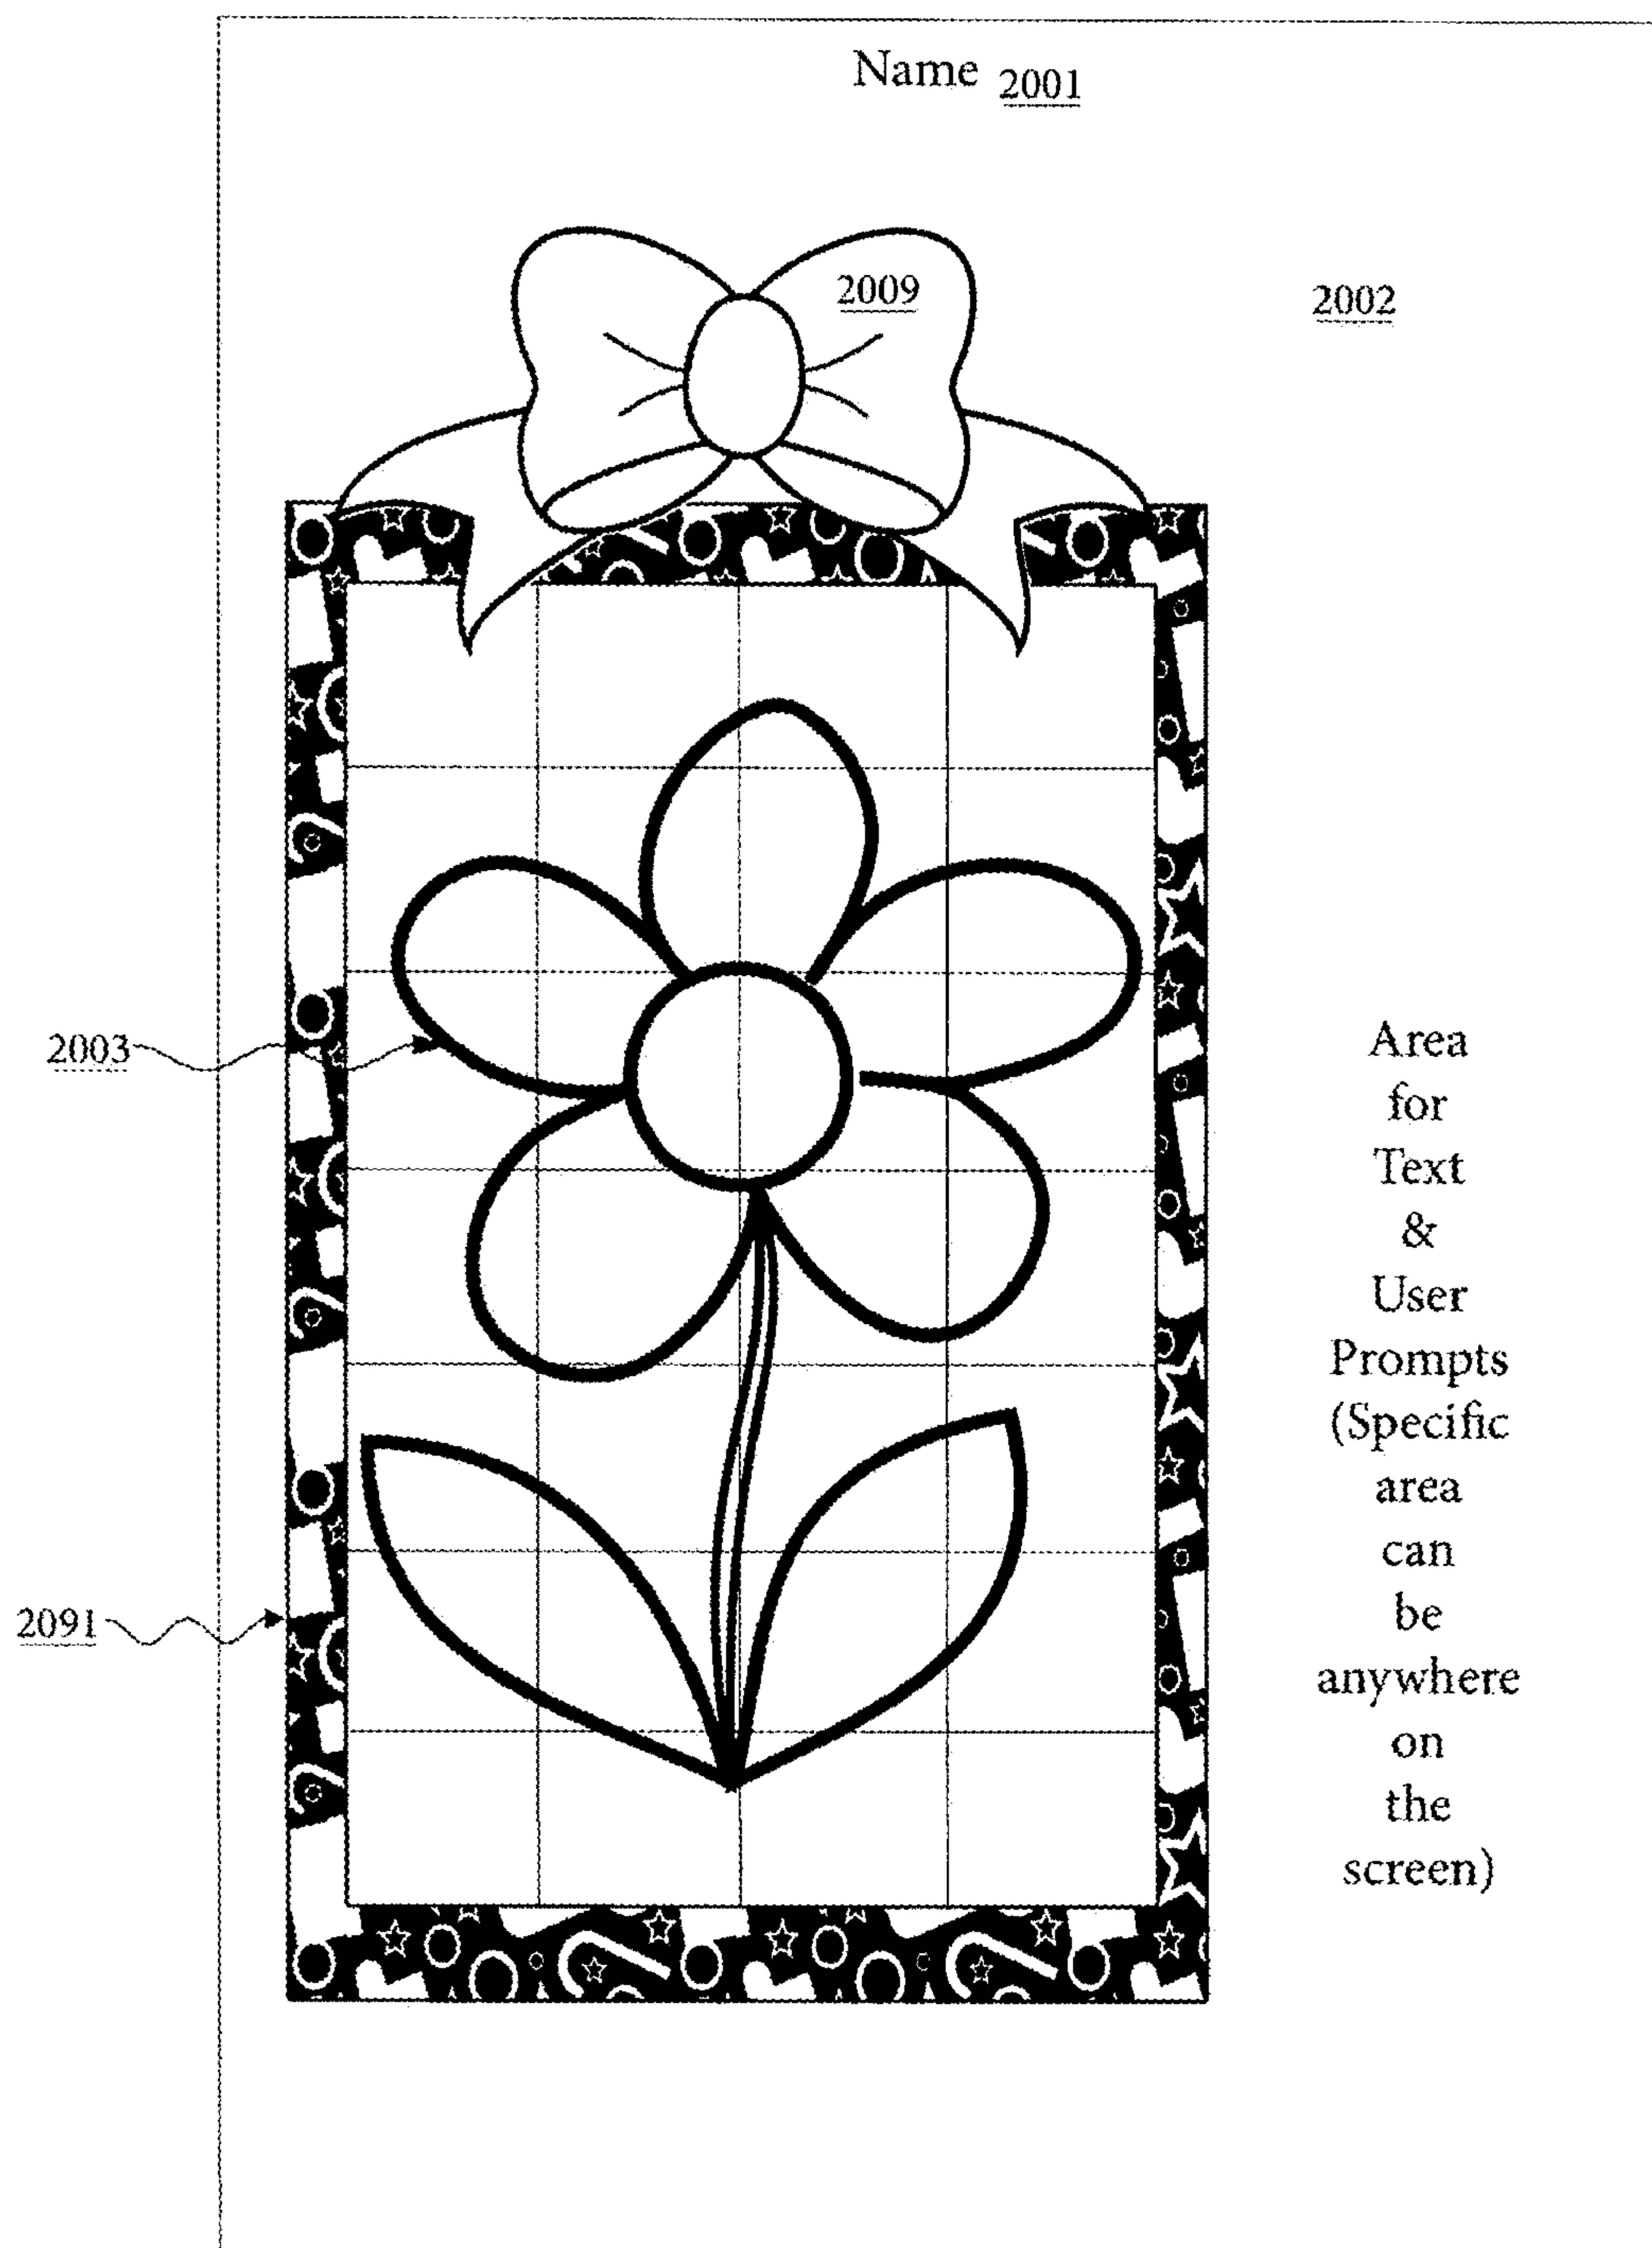 Name 2001
2009
2002
2003
2091
Area
for
Text
&
User
Prompts
(Specific
area
can
be
anywhere
on
the
screen)